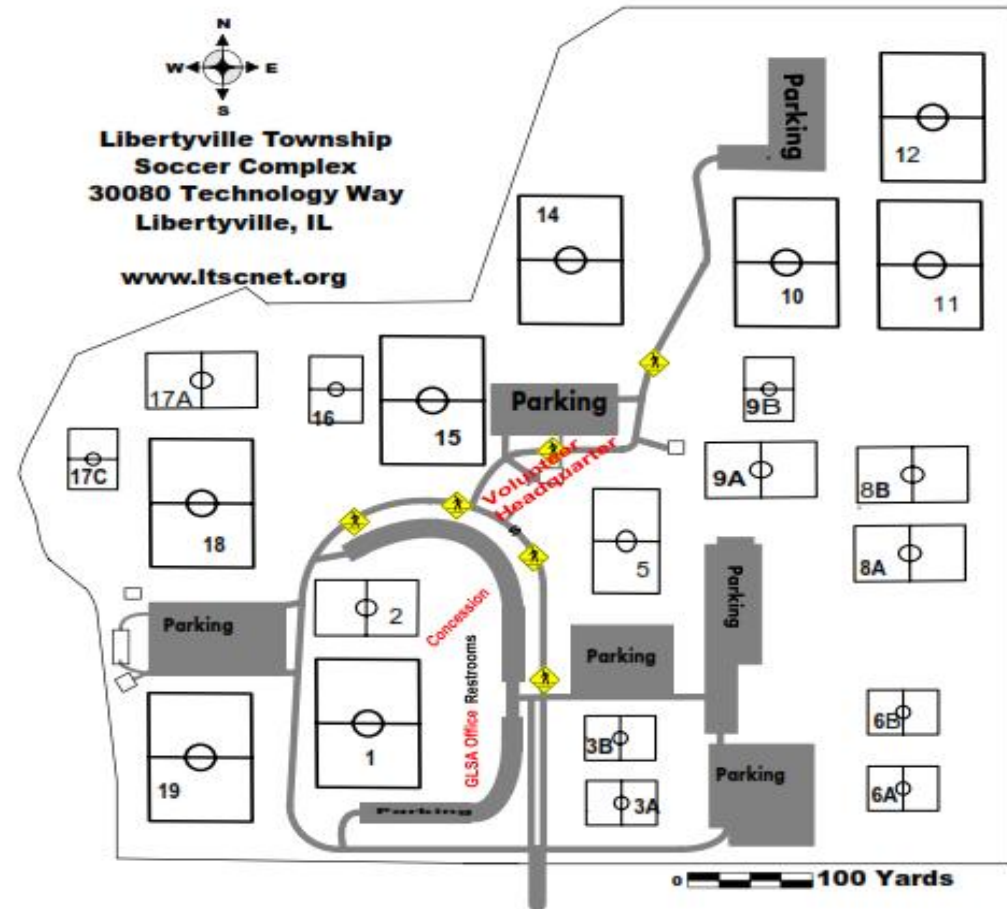 N
W E
S
Libertyville Township
Soccer Complex
30080 Technology Way
Libertyville, IL
www.ltscnet.org
Parking
12
14
10
11
17A
16
15
Parking
9B
17C
18
Volunteer
Headquarter
9A
8B
5
8A
Parking
2
Concession
Parking
Parking
GLSA Office Restrooms
1
19
3B
3A
6B
6A
Parking
Parking
0 100 Yards